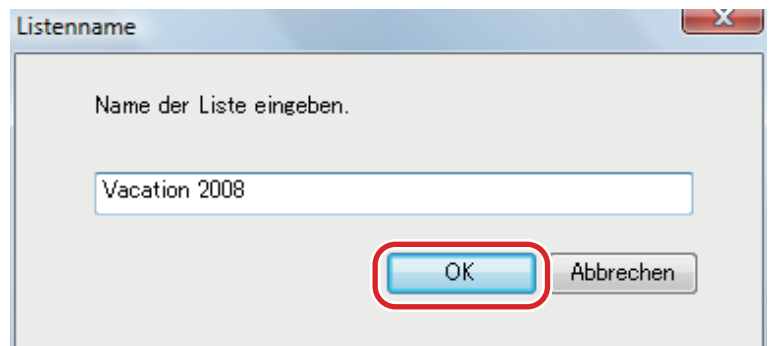 Listenname
Name der Liste eingeben.
Vacation 2008
OK Abbrechen